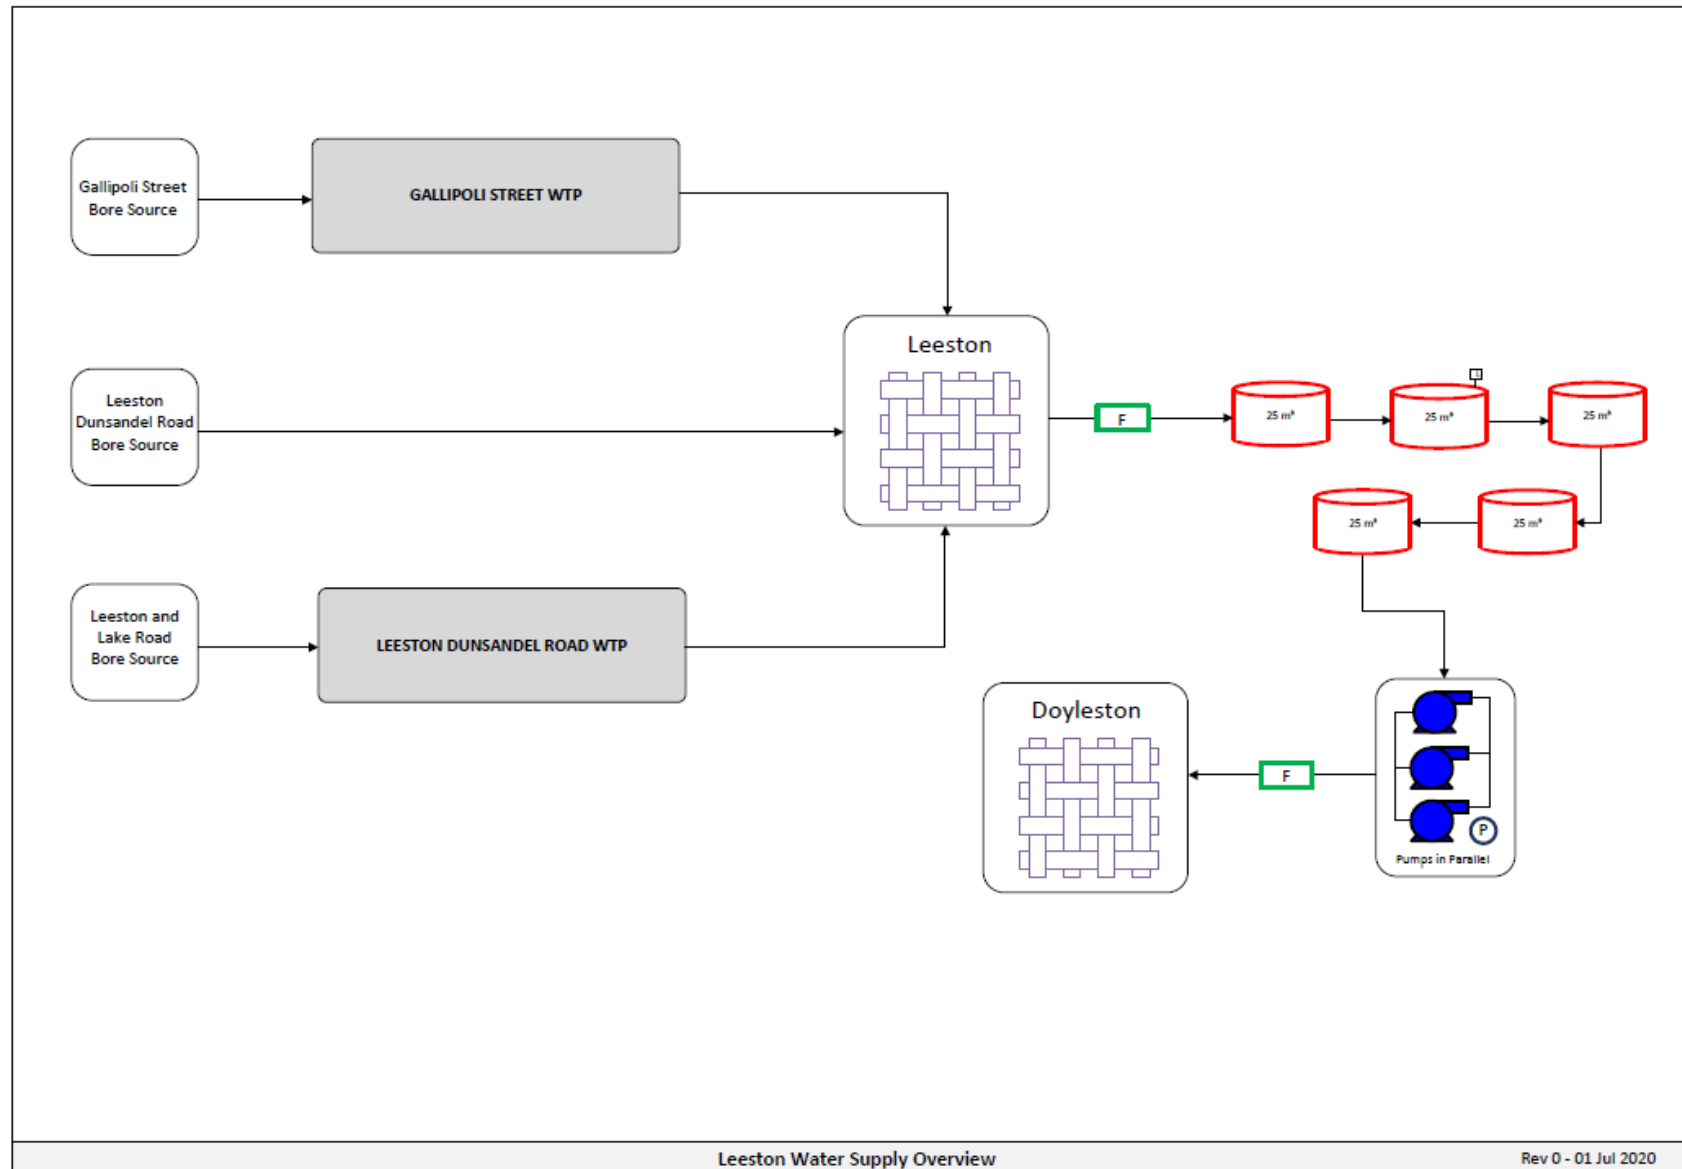 Gallipoli Street
Bore Source
GALLIPOLI STREET WTP
Leeston
Dunsandel Road
Bore Source
Leeston
F
25 m³
L
25 m³
25 m³
25 m³
25 m³
Leeston and
Lake Road
Bore Source
LEESTON DUNSANDEL ROAD WTP
Doyleston
F
P
Pumps in Parallel
Leeston Water Supply Overview
Rev 0 - 01 Jul 2020